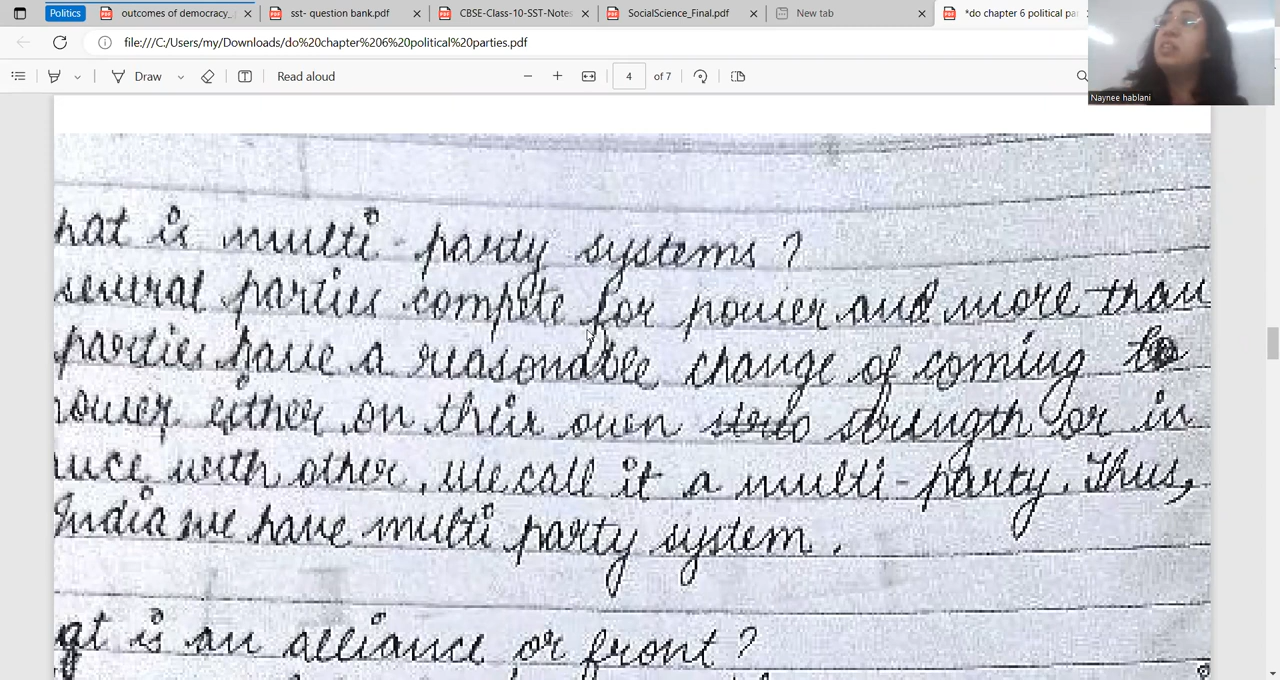 Politics
outcomes of democracy_
sst- question bank.pdf
CBSE-Class-10-SST-Notes
SocialScience_Final.pdf
New tab
*do chapter 6 political pa
file:///C:/Users/my/Downloads/do%20chapter%206%20political%20parties.pdf
Draw
Read aloud
4 of 7
Naynee hablani
hat is multi-party systems?
several parties compete for power and more than
parties have a reasonable change of coming to
power either on their own strength or in
ance with other, We call it a multi-party. Thus,
India we have multi party system.
at is an alliance or front?